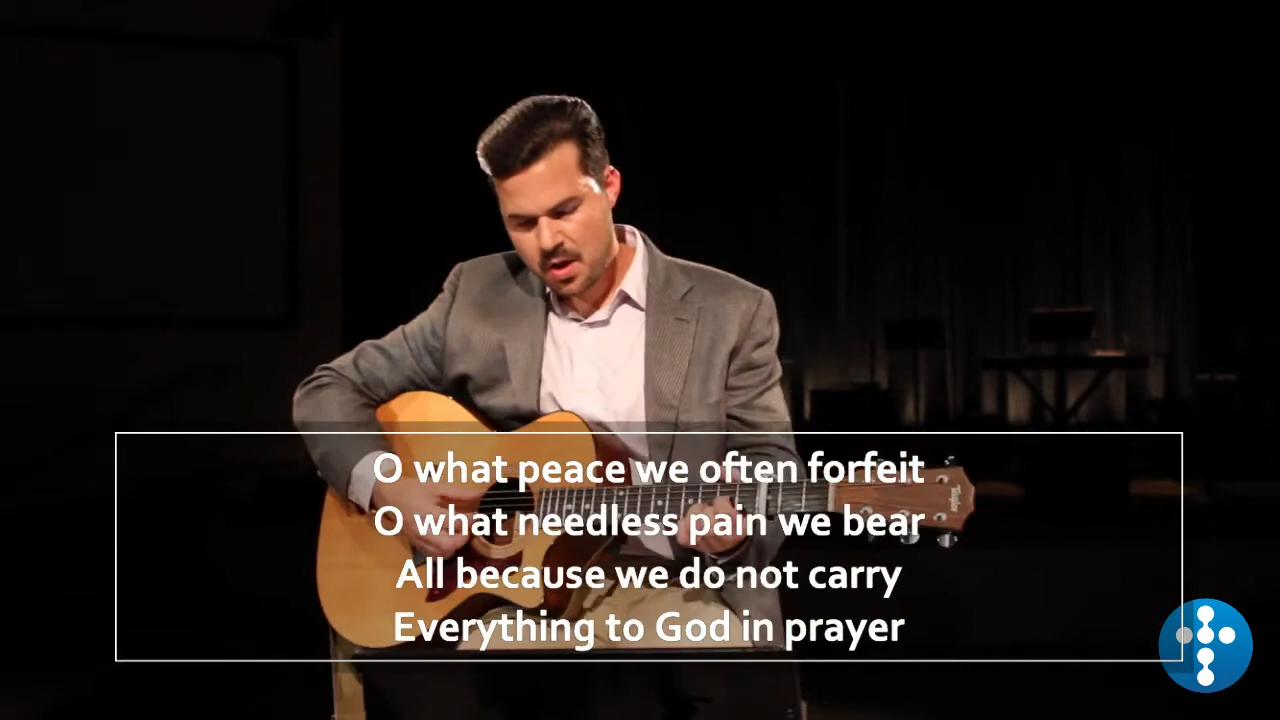 O what peace we often forfeit
O what needless pain we bear
All because we do not carry
Everything to God in prayer
Taylor